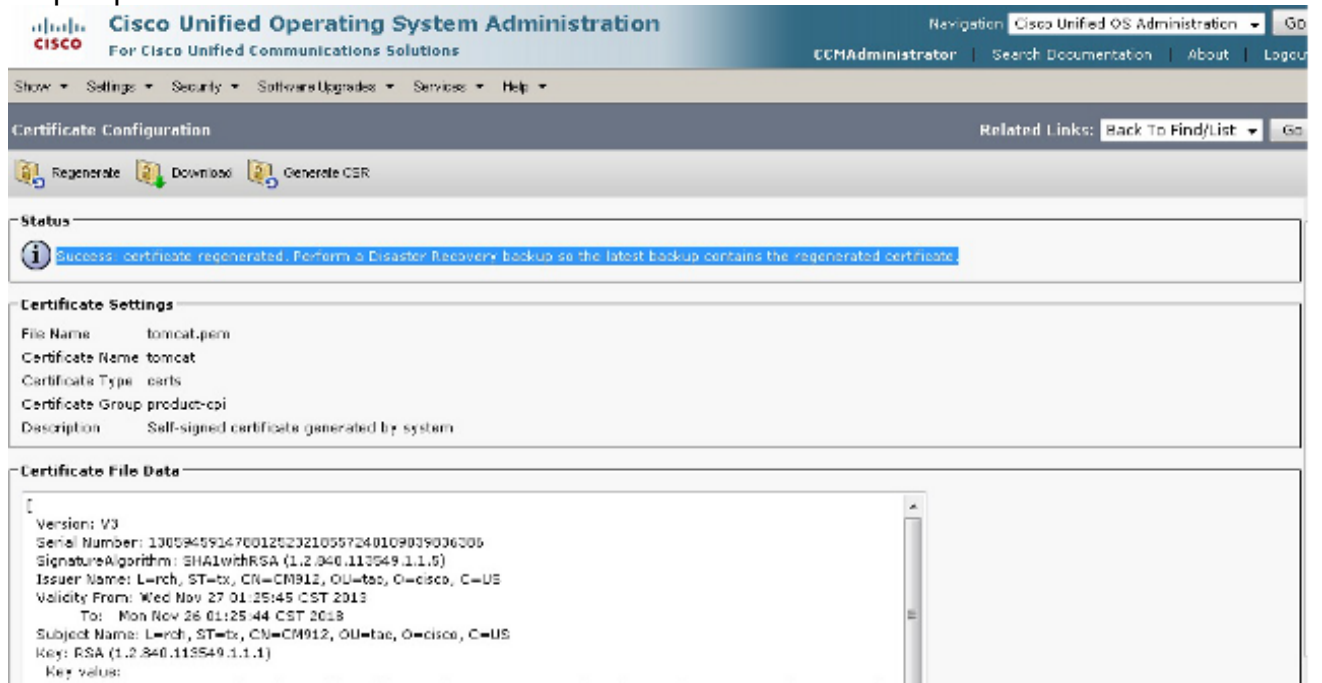 Cisco Unified Operating System Administration
Navigation Cisco Unified OS Administration Go
CISCO For Cisco Unified Communications Solutions
CCMAdministrator | Search Documentation | About | Logou
Show Settings Security Software Upgrades Services Help
Certificate Configuration Related Links: Back To Find/List Go
Regenerate Download Generate CSR
Status
Success: certificate regenerated. Perform a Disaster Recovery backup so the latest backup contains the regenerated certificate.
Certificate Settings
File Name tomcat.pem
Certificate Name tomcat
Certificate Type certs
Certificate Group product-cpi
Description Self-signed certificate generated by system
Certificate File Data
[
Version: V3
Serial Number:
SignatureAlgorithm: SHA1withRSA (1.2.840.113549.1.1.5)
Issuer Name: L=rch, ST=tx, CN=CM912, OU=tac, O=cisco, C=US
Validity From: Wed Nov 27 01:25:45 CST 2013
To: Mon Nov 26 01:25:44 CST 2018
Subject Name: L=rch, ST=tx, CN=CM912, OU=tac, O=cisco, C=US
Key: RSA (1.2.840.113549.1.1.1)
Key value: